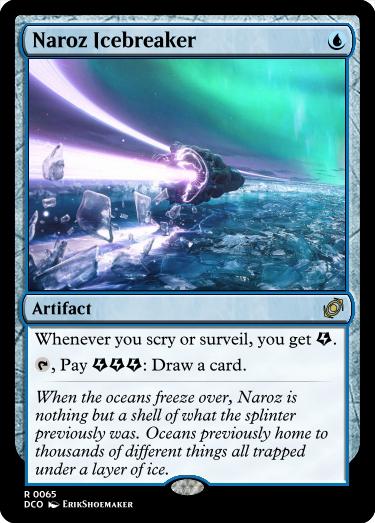 Naroz Icebreaker
Artifact
Whenever you scry or surveil, you get .
, Pay : Draw a card.
When the oceans freeze over, Naroz is
nothing but a shell of what the splinter
previously was. Oceans previously home to
thousands of different things all trapped
under a layer of ice.
R 0065
DCO ErikShoemaker